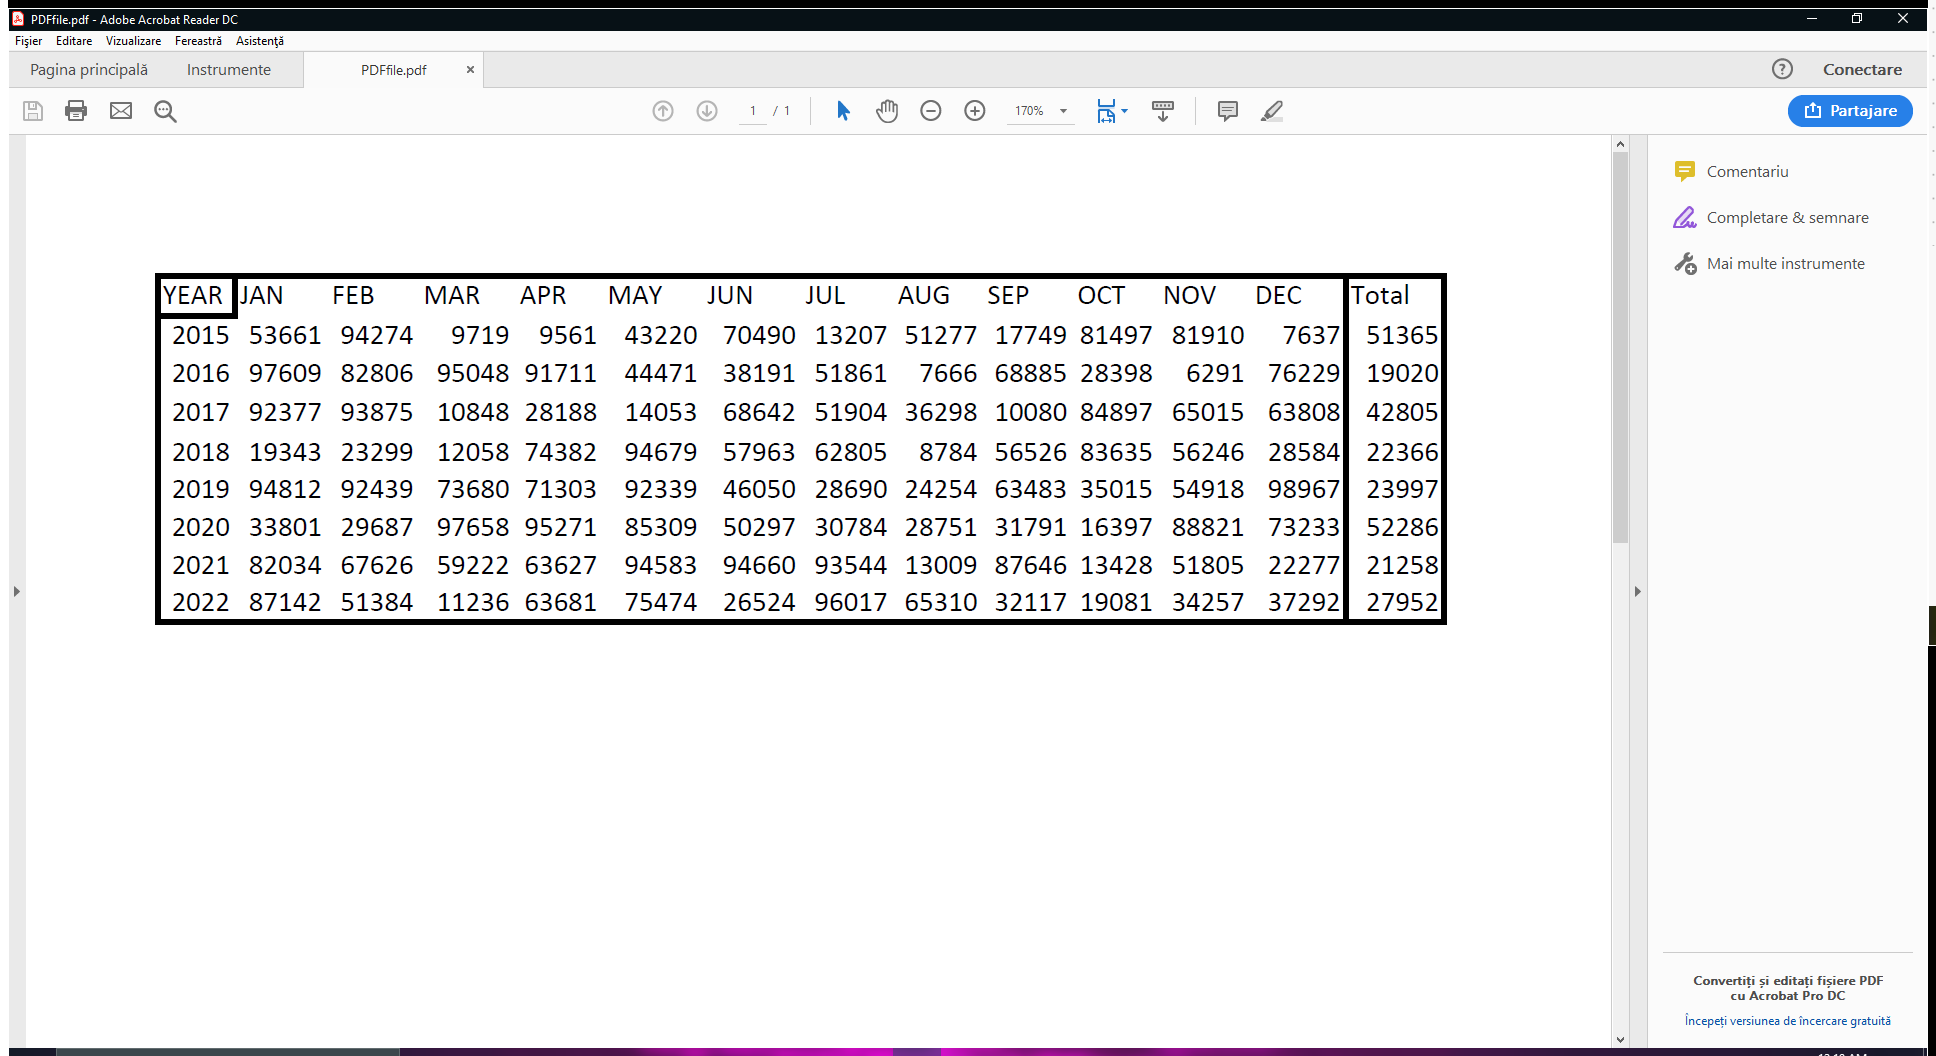 PDFfile.pdf - Adobe Acrobat Reader DC
Fişier Editare Vizualizare Fereastră Asistenţă
Pagina principală Instrumente PDFfile.pdf × ? Conectare
1 / 1 170% Partajare
Comentariu
Completare & semnare
Mai multe instrumente
YEAR JAN FEB MAR APR MAY JUN JUL AUG SEP OCT NOV DEC Total
2015 53661 94274 9719 9561 43220 70490 13207 51277 17749 81497 81910 7637 51365
2016 97609 82806 95048 91711 44471 38191 51861 7666 68885 28398 6291 76229 19020
2017 92377 93875 10848 28188 14053 68642 51904 36298 10080 84897 65015 63808 42805
2018 19343 23299 12058 74382 94679 57963 62805 8784 56526 83635 56246 28584 22366
2019 94812 92439 73680 71303 92339 46050 28690 24254 63483 35015 54918 98967 23997
2020 33801 29687 97658 95271 85309 50297 30784 28751 31791 16397 88821 73233 52286
2021 82034 67626 59222 63627 94583 94660 93544 13009 87646 13428 51805 22277 21258
2022 87142 51384 11236 63681 75474 26524 96017 65310 32117 19081 34257 37292 27952
Convertiți și editați fișiere PDF
cu Acrobat Pro DC
Începeți versiunea de încercare gratuită